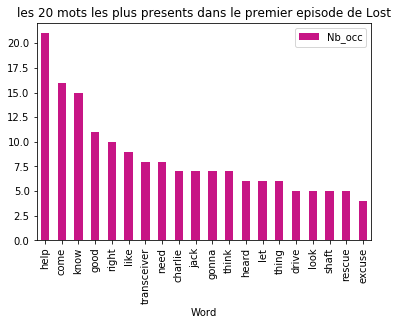 les 20 mots les plus presents dans le premier episode de Lost
Nb_occ
20.0
17.5
15.0
12.5
10.0
7.5
5.0
2.5
0.0
help
come
know
good
right
like
transceiver
need
charlie
jack
gonna
think
heard
let
thing
drive
look
shaft
rescue
excuse
Word